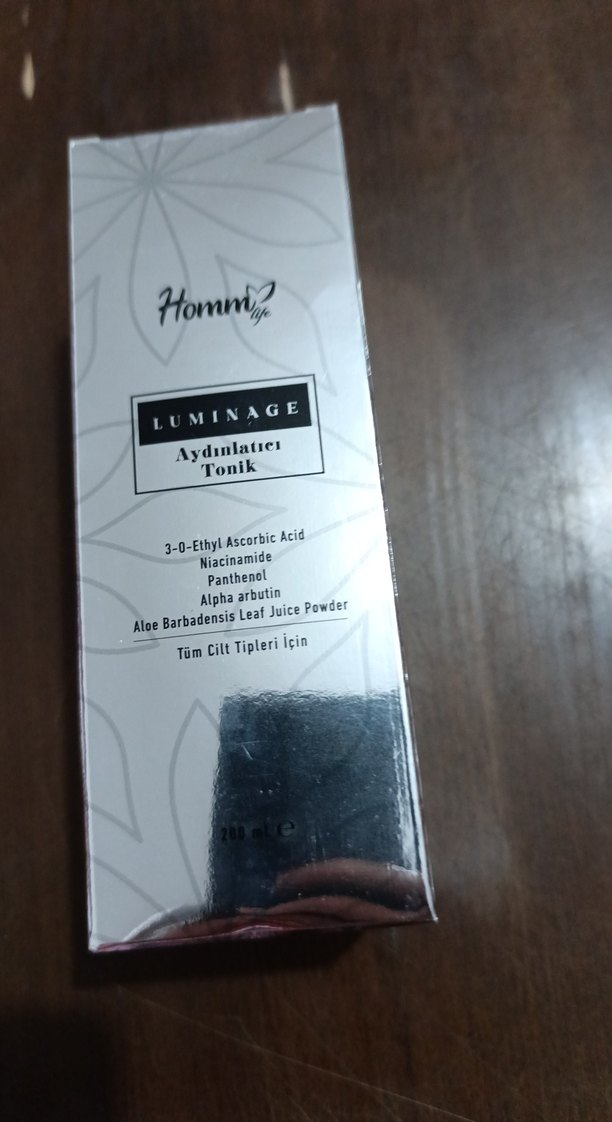 Homm
life
LUMINAGE
Aydınlatıcı
Tonik
3-O-Ethyl Ascorbic Acid
Niacinamide
Panthenol
Alpha arbutin
Aloe Barbadensis Leaf Juice Powder
Tüm Cilt Tipleri İçin
200 ml e